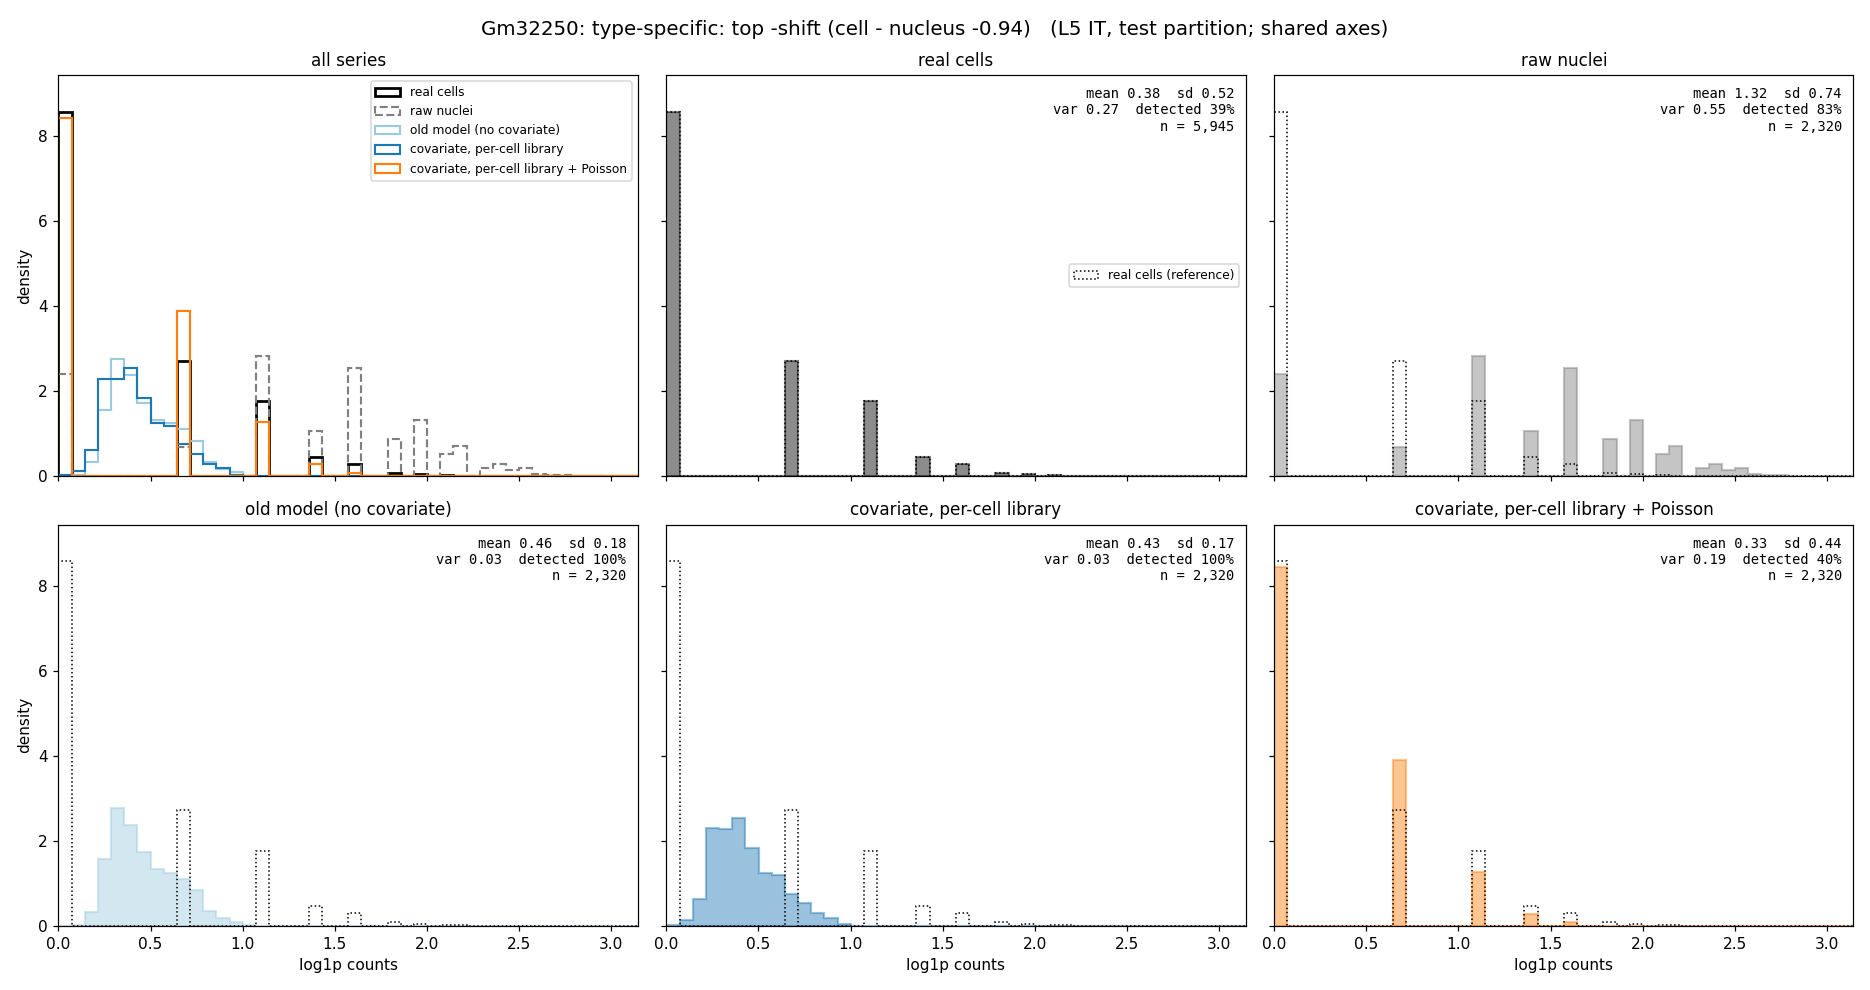 Gm32250: type-specific: top -shift (cell - nucleus -0.94)   (L5 IT, test partition; shared axes)
all series
real cells
raw nuclei
density
8
6
4
2
0
real cells
raw nuclei
old model (no covariate)
covariate, per-cell library
covariate, per-cell library + Poisson
mean 0.38  sd 0.52
var 0.27  detected 39%
n = 5,945
real cells (reference)
mean 1.32  sd 0.74
var 0.55  detected 83%
n = 2,320
old model (no covariate)
covariate, per-cell library
covariate, per-cell library + Poisson
density
8
6
4
2
0
mean 0.46  sd 0.18
var 0.03  detected 100%
n = 2,320
mean 0.43  sd 0.17
var 0.03  detected 100%
n = 2,320
mean 0.33  sd 0.44
var 0.19  detected 40%
n = 2,320
0.0 0.5 1.0 1.5 2.0 2.5 3.0
0.0 0.5 1.0 1.5 2.0 2.5 3.0
0.0 0.5 1.0 1.5 2.0 2.5 3.0
log1p counts
log1p counts
log1p counts